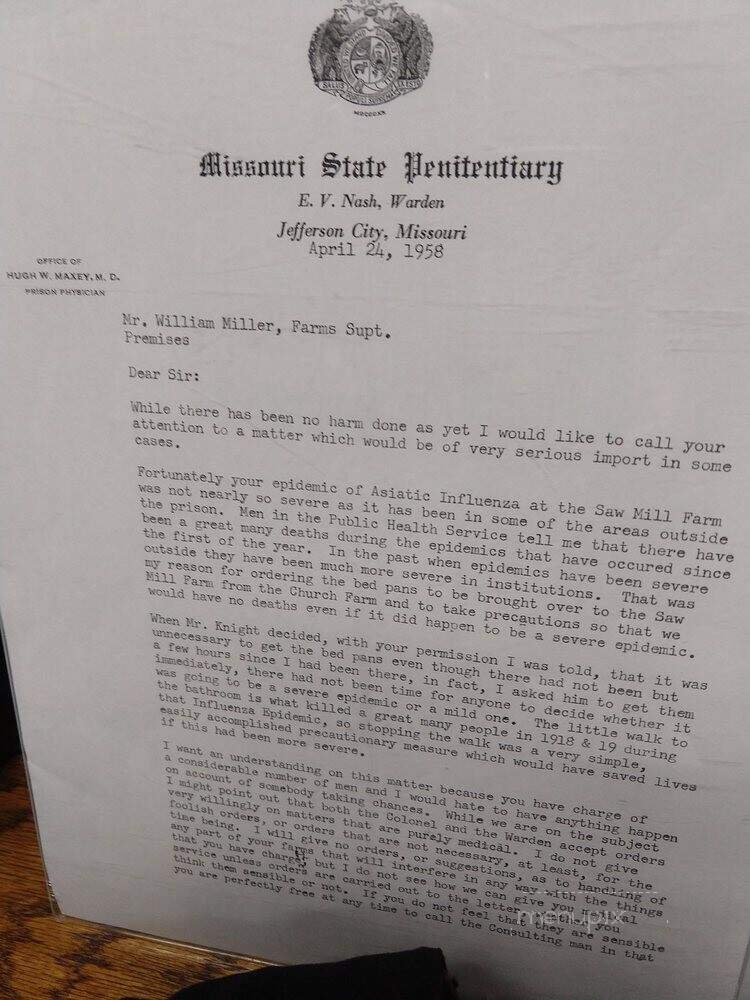 SALUS POPULI SUPREMA LEX ESTO
MDCCCXX
Missouri State Penitentiary
E. V. Nash, Warden
Jefferson City, Missouri
April 24, 1958
OFFICE OF
HUGH W. MAXEY, M. D.
PRISON PHYSICIAN
Mr. William Miller, Farms Supt.
Premises
Dear Sir:
While there has been no harm done as yet I would like to call your
attention to a matter which would be of very serious import in some
cases.
Fortunately your epidemic of Asiatic Influenza at the Saw Mill Farm
was not nearly so severe as it has been in some of the areas outside
the prison. Men in the Public Health Service tell me that there have
been a great many deaths during the epidemics that have occured since
the first of the year. In the past when epidemics have been severe
outside they have been much more severe in institutions. That was
my reason for ordering the bed pans to be brought over to the Saw
Mill Farm from the Church Farm and to take precautions so that we
would have no deaths even if it did happen to be a severe epidemic.
When Mr. Knight decided, with your permission I was told, that it was
unnecessary to get the bed pans even though there had not been but
a few hours since I had been there, in fact, I asked him to get them
immediately, there had not been time for anyone to decide whether it
was going to be a severe epidemic or a mild one. The little walk to
the bathroom is what killed a great many people in 1918 & 19 during
that Influenza Epidemic, so stopping the walk was a very simple,
easily accomplished precautionary measure which would have saved lives
if this had been more severe.
I want an understanding on this matter because you have charge of
a considerable number of men and I would hate to have anything happen
on account of somebody taking chances. While we are on the subject
I might point out that both the Colonel and the Warden accept orders
very willingly on matters that are purely medical. I do not give
foolish orders, or orders that are not necessary, at least, for the
time being. I will give no orders, or suggestions, as to handling of
any part of your farms that will interfere in any way with the things
that you have charge, but I do not see how we can give you
service unless orders are carried out to the letter, whether you
think them sensible or not. If you do not feel that they are sensible
you are perfectly free at any time to call the Consulting man in that
menupix